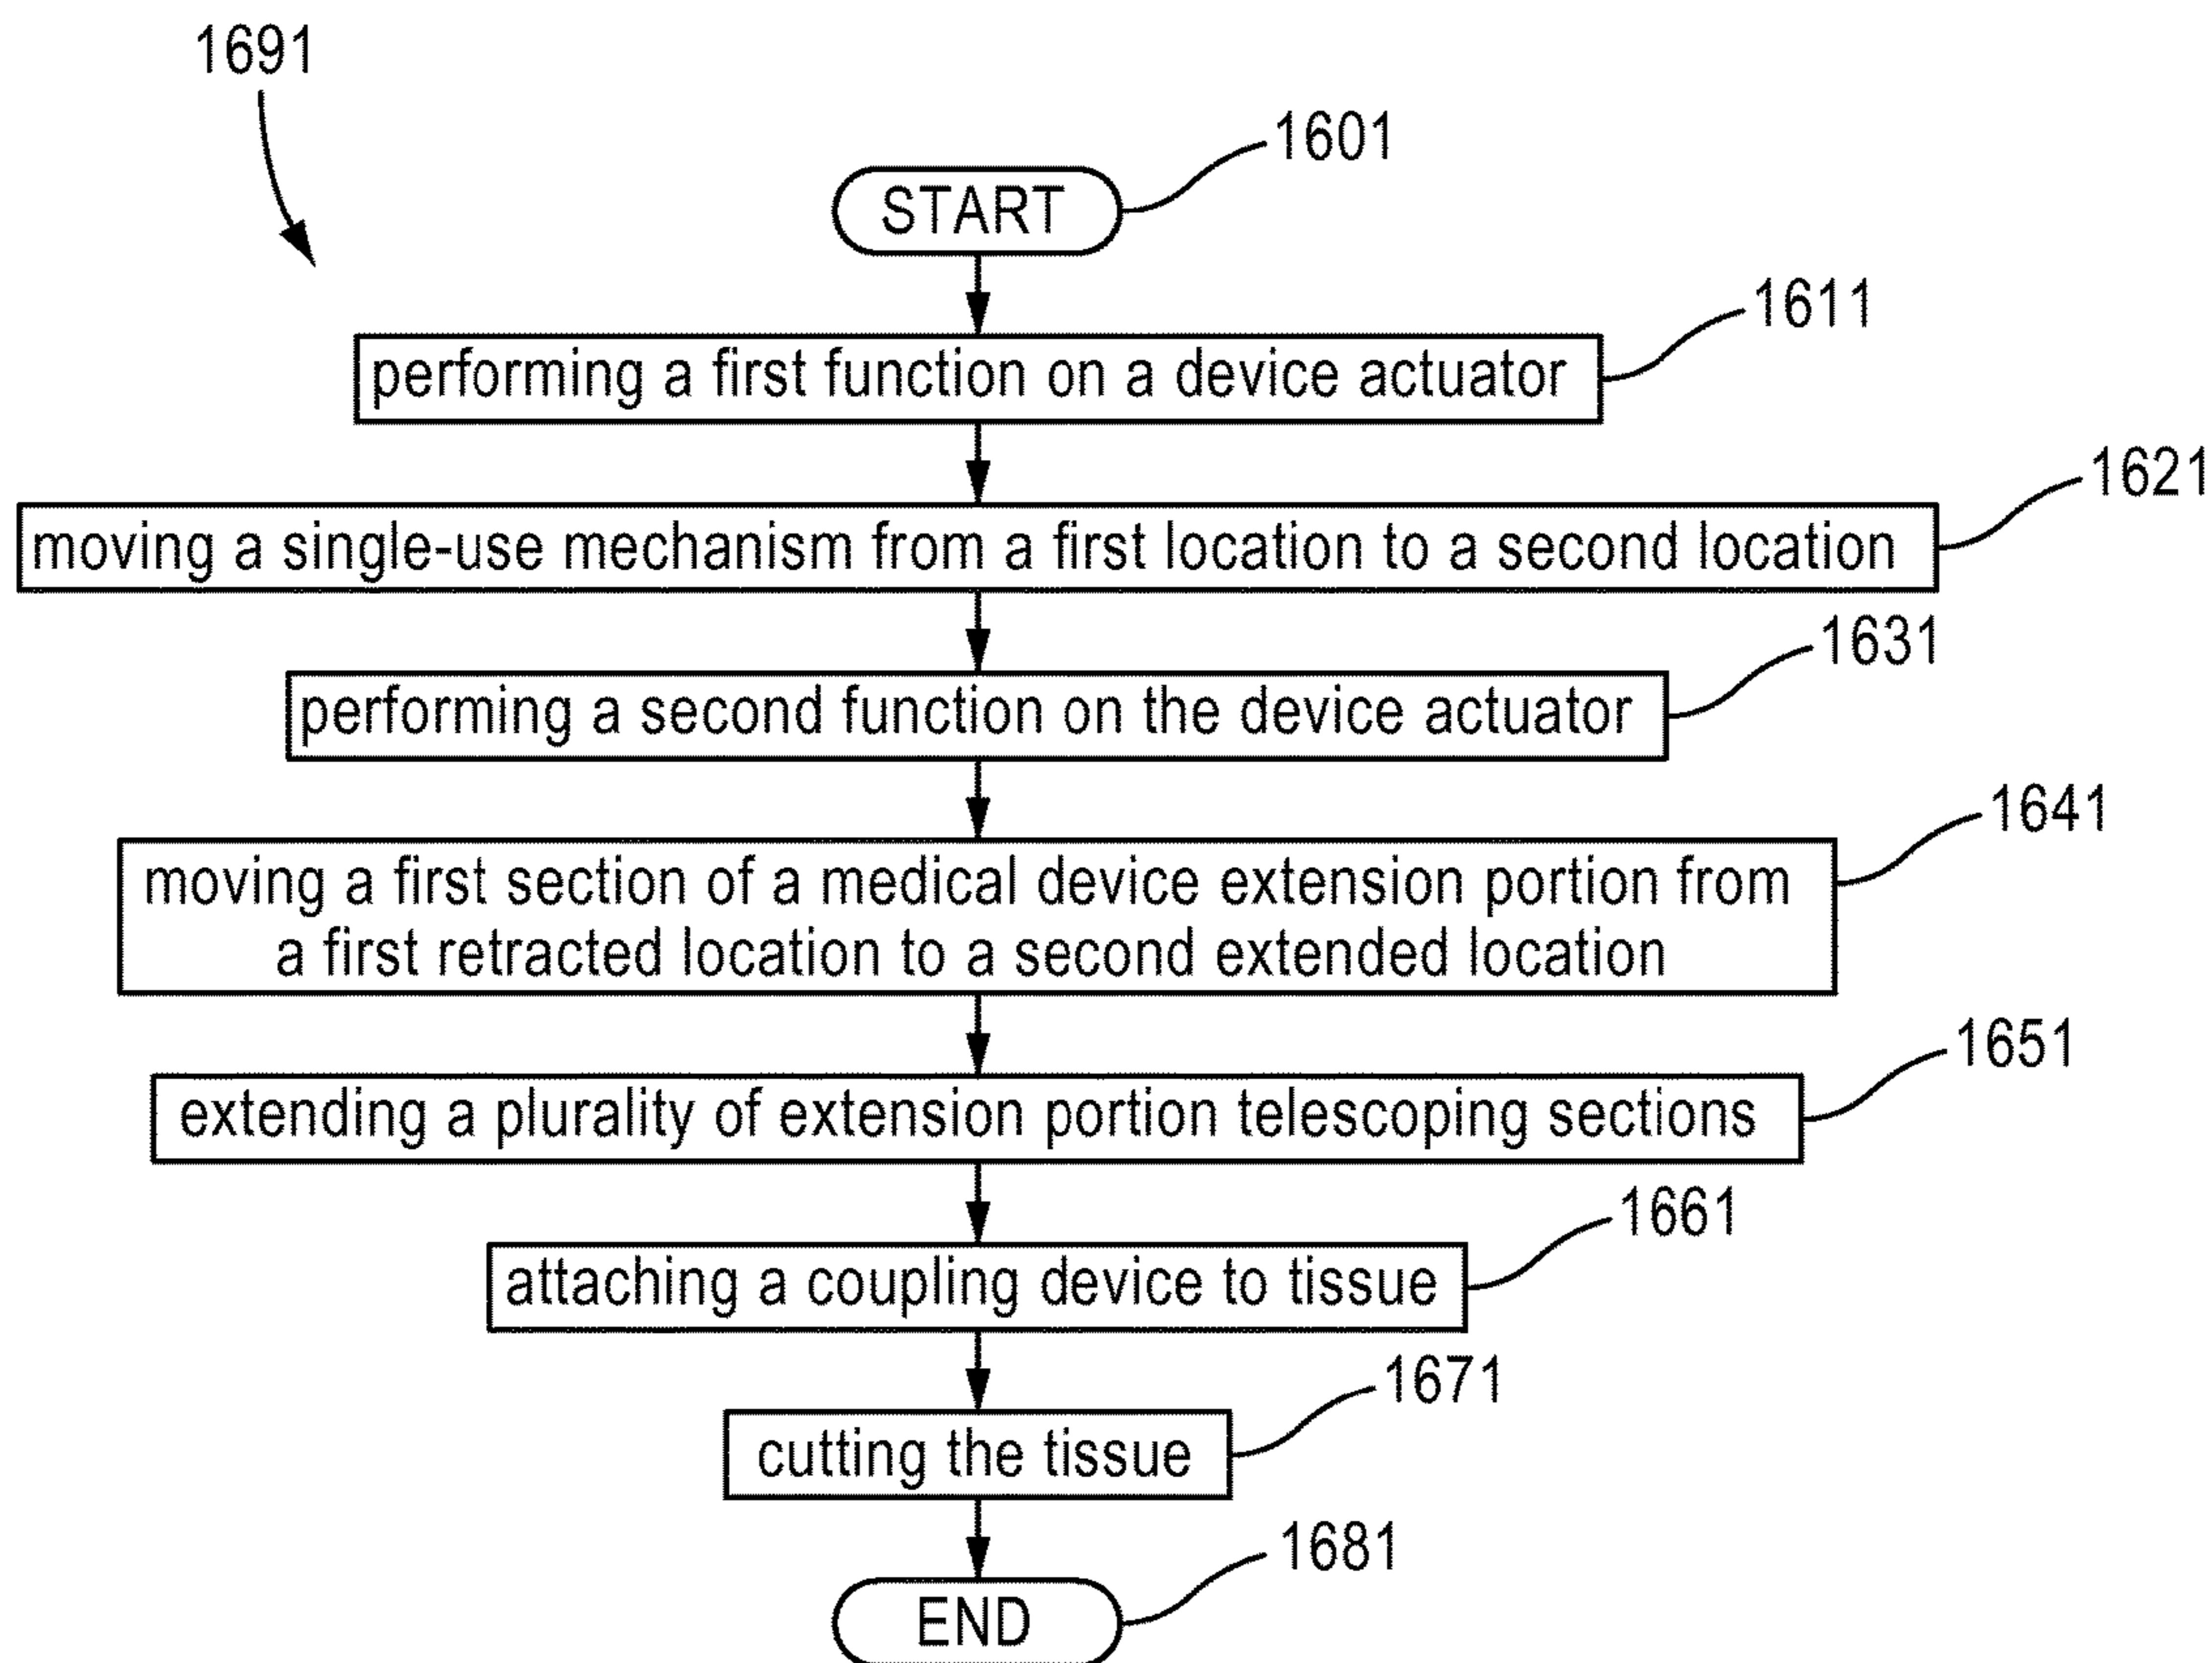 1691
1601
START
1611
performing a first function on a device actuator
1621
moving a single-use mechanism from a first location to a second location
1631
performing a second function on the device actuator
1641
moving a first section of a medical device extension portion from
a first retracted location to a second extended location
1651
extending a plurality of extension portion telescoping sections
1661
attaching a coupling device to tissue
1671
cutting the tissue
1681
END